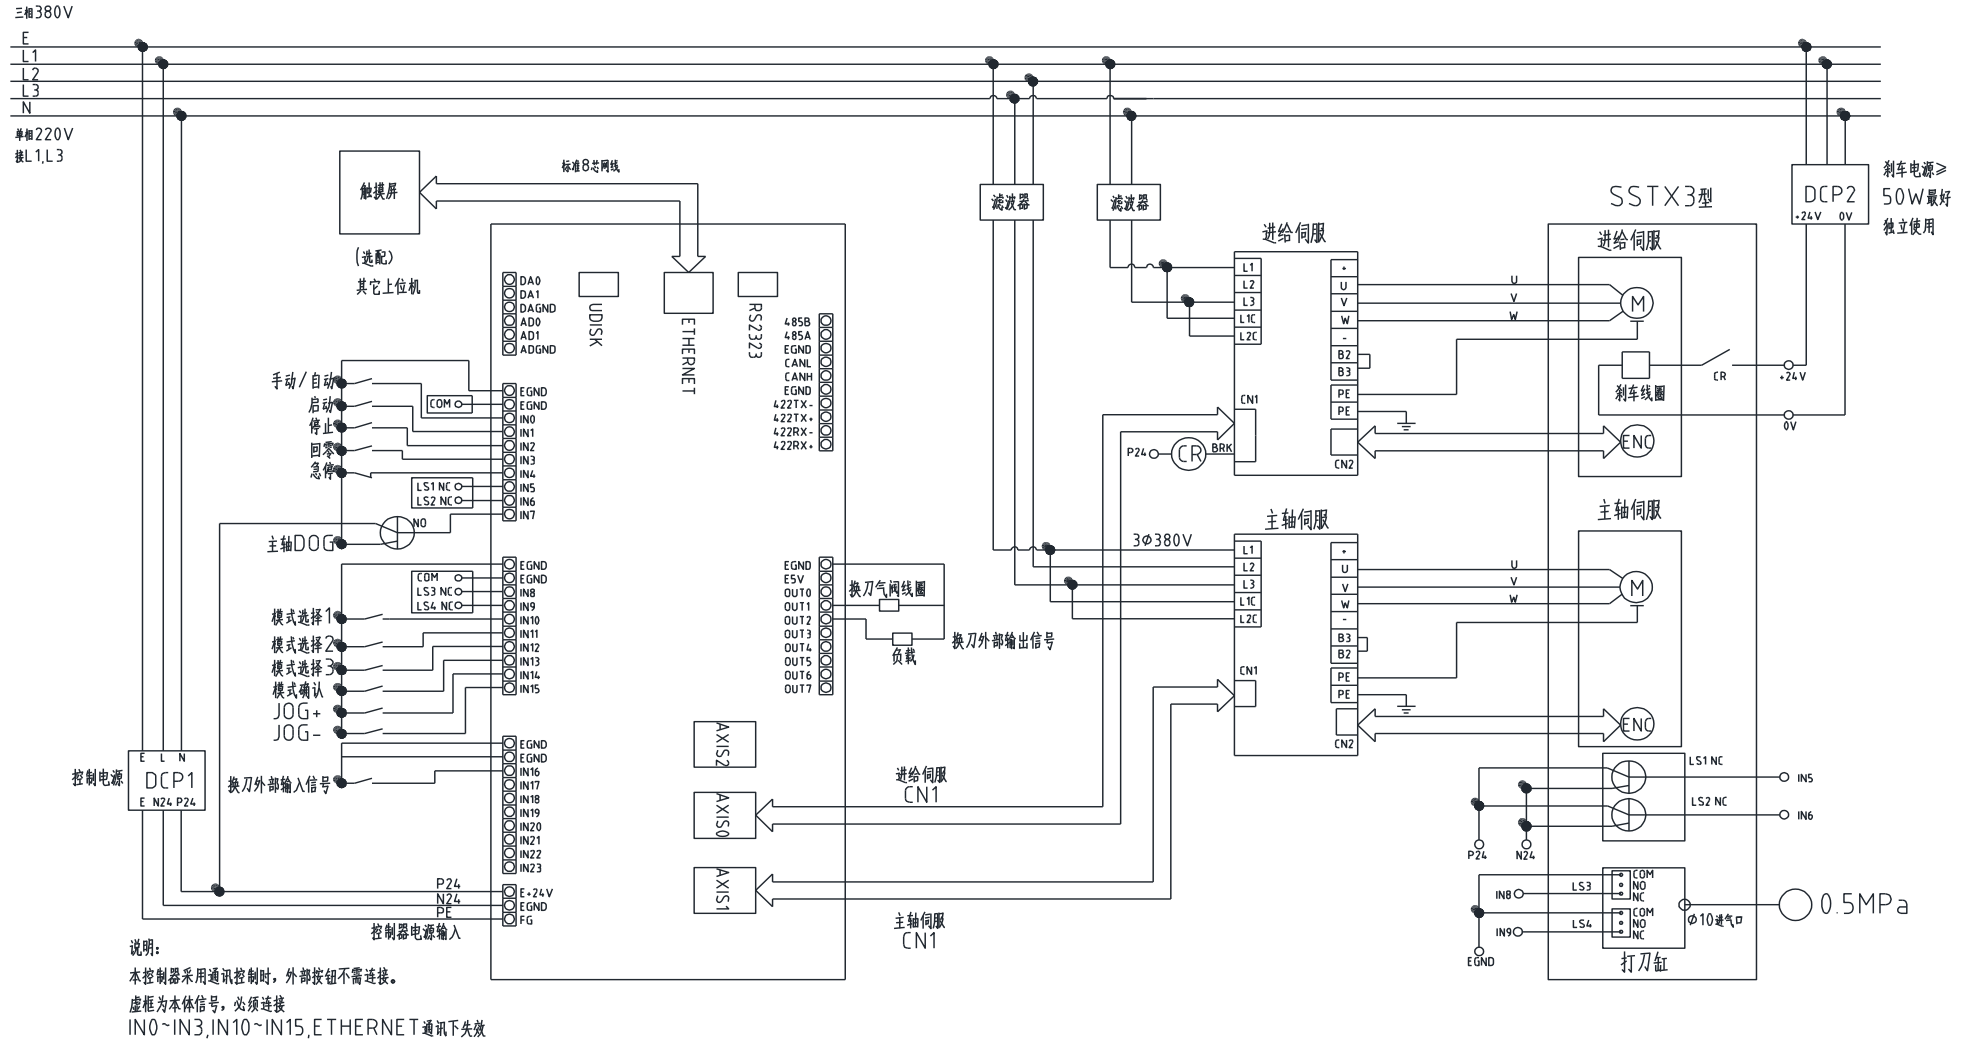 三相380V
E
L1
L2
L3
N
单相220V
接L1,L3
触摸屏
(选配)
其它上位机
标准8芯网线
DA0
DA1
DAGND
AD0
AD1
ADGND
UDISK
ETHERNET
RS2323
485B
485A
EGND
CANL
CANH
EGND
422TX-
422TX+
422RX-
422RX+
手动/自动
启动
停止
回零
急停
COM
LS1 NC
LS2 NC
NO
主轴DOG
EGND
EGND
IN0
IN1
IN2
IN3
IN4
IN5
IN6
IN7
COM
LS3 NC
LS4 NC
模式选择1
模式选择2
模式选择3
模式确认
JOG+
JOG-
EGND
EGND
IN8
IN9
IN10
IN11
IN12
IN13
IN14
IN15
换刀外部输入信号
EGND
EGND
IN16
IN17
IN18
IN19
IN20
IN21
IN22
IN23
E+24V
EGND
FG
P24
N24
PE
控制器电源输入
控制电源
E L N
DCP1
E N24 P24
EGND
E5V
OUT0
OUT1
OUT2
OUT3
OUT4
OUT5
OUT6
OUT7
换刀气阀线圈
负载
换刀外部输出信号
AXIS2
AXIS0
AXIS1
进给伺服
CN1
主轴伺服
CN1
滤波器
滤波器
进给伺服
L1
L2
L3
L1C
L2C
+
U
V
W
-
B2
B3
PE
PE
CN1
CN2
P24
CR
BRK
U
V
W
主轴伺服
3Φ380V
L1
L2
L3
L1C
L2C
+
U
V
W
-
B3
B2
PE
PE
CN1
CN2
U
V
W
SSTX3型
进给伺服
M
刹车线圈
CR
+24V
0V
ENC
主轴伺服
M
ENC
DCP2
+24V 0V
刹车电源≥
50W最好
独立使用
LS1 NC
LS2 NC
IN5
IN6
P24
N24
IN8
LS3
COM
NO
NC
IN9
LS4
COM
NO
NC
EGND
Φ10进气口
0.5MPa
打刀缸
说明:
本控制器采用通讯控制时，外部按钮不需连接。
虚框为本体信号，必须连接
IN0~IN3,IN10~IN15,ETHERNET通讯下失效